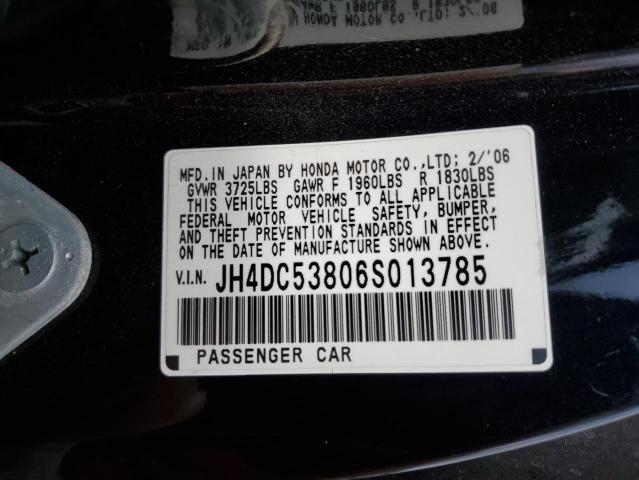 MFD. IN JAPAN BY HONDA MOTOR CO.,LTD; 2/'06
GVWR 3725LBS GAWR F 1960LBS R 1830LBS
THIS VEHICLE CONFORMS TO ALL APPLICABLE
FEDERAL MOTOR VEHICLE SAFETY, BUMPER,
AND THEFT PREVENTION STANDARDS IN EFFECT
ON THE DATE OF MANUFACTURE SHOWN ABOVE.
V.I.N. JH4DC53806S013785
PASSENGER CAR